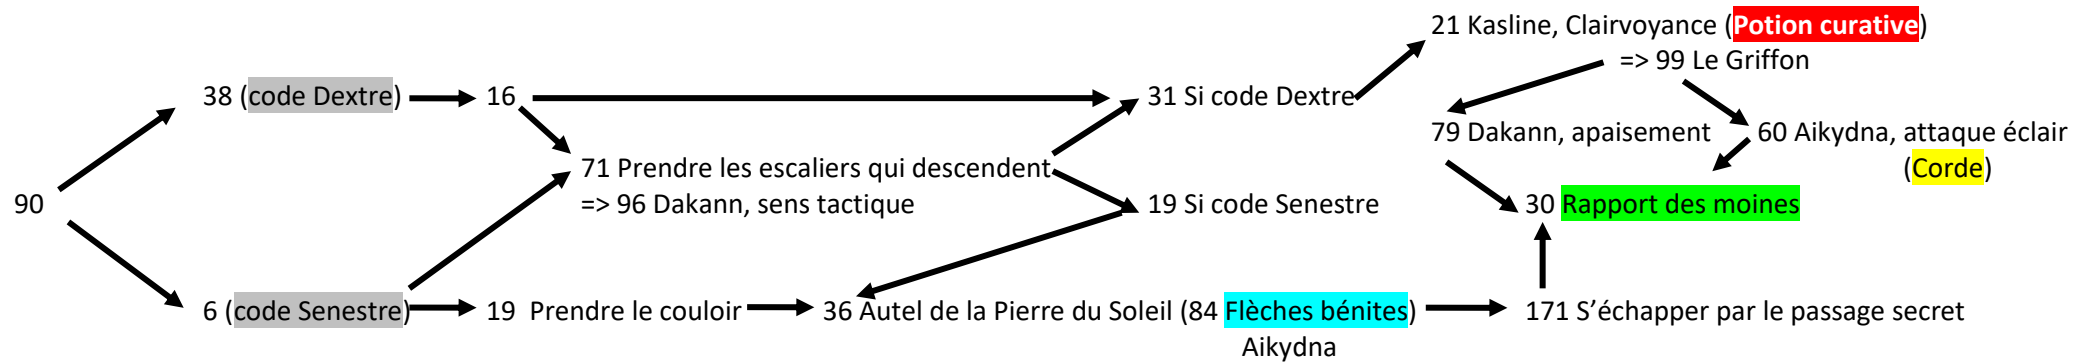 21 Kasline, Clairvoyance (Potion curative)
=> 99 Le Griffon
38 (code Dextre)
16
31 Si code Dextre
79 Dakann, apaisement
60 Aikydna, attaque éclair
(Corde)
71 Prendre les escaliers qui descendent
=> 96 Dakann, sens tactique
90
19 Si code Senestre
30 Rapport des moines
6 (code Senestre)
19 Prendre le couloir
36 Autel de la Pierre du Soleil (84 Flèches bénites)
Aikydna
171 S’échapper par le passage secret